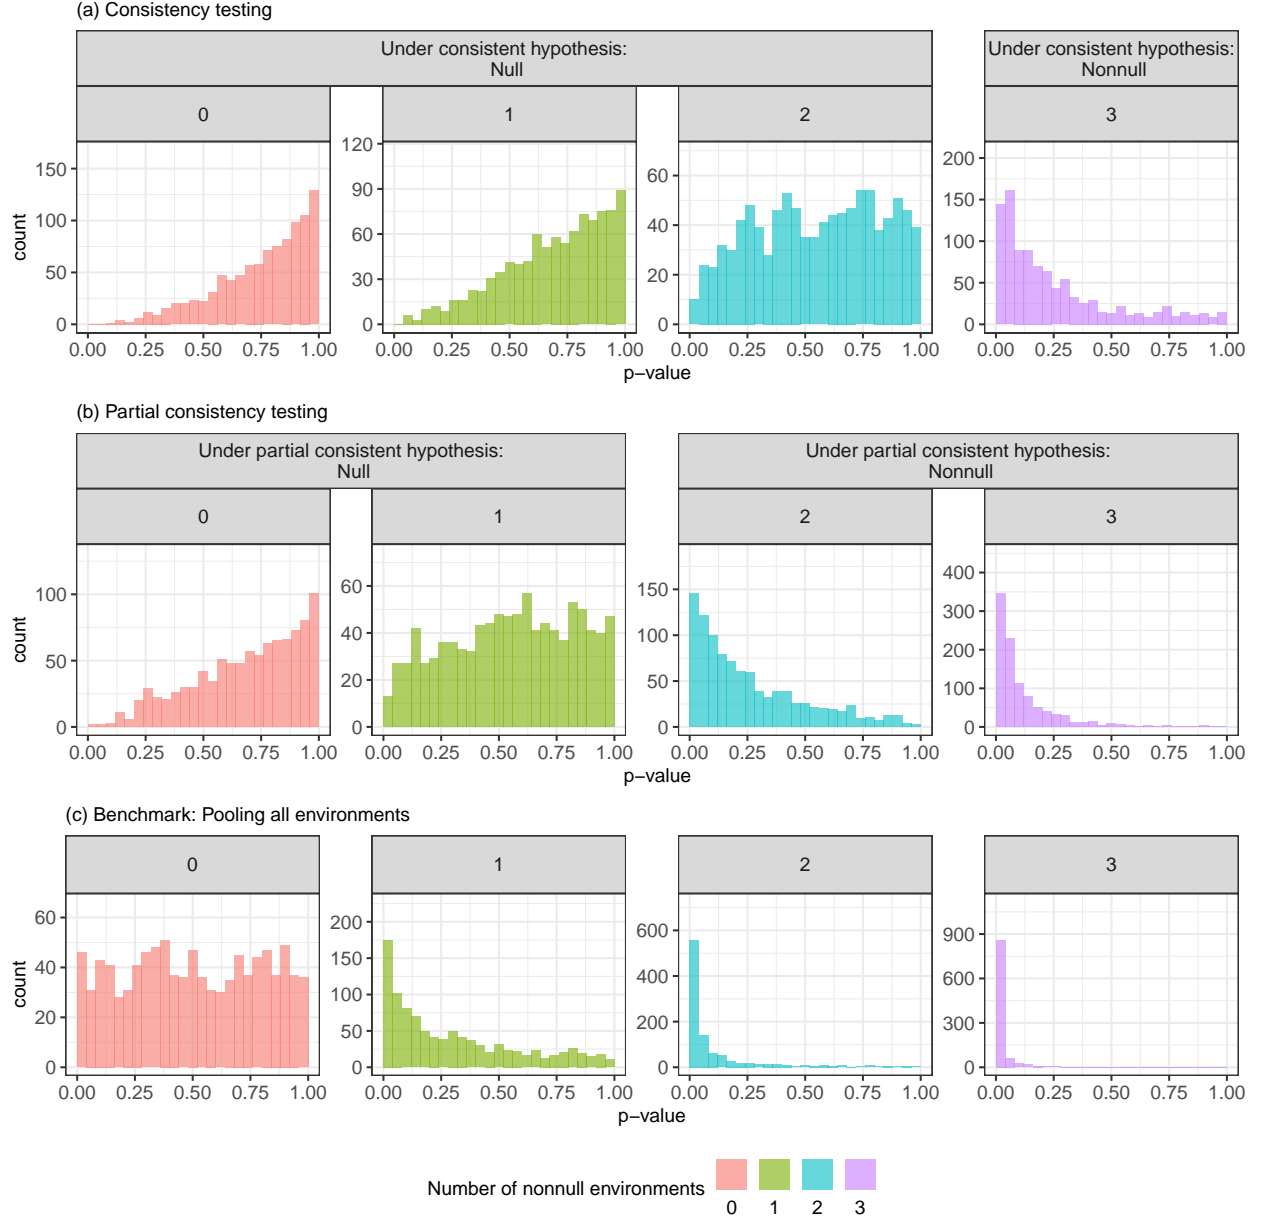 (a) Consistency testing
Under consistent hypothesis:
Null
Under consistent hypothesis:
Nonnull
0
1
2
3
count
150
100
50
0
120
90
60
30
0
60
40
20
0
200
150
100
50
0
0.00 0.25 0.50 0.75 1.00
0.00 0.25 0.50 0.75 1.00
0.00 0.25 0.50 0.75 1.00
0.00 0.25 0.50 0.75 1.00
p−value
(b) Partial consistency testing
Under partial consistent hypothesis:
Null
Under partial consistent hypothesis:
Nonnull
0
1
2
3
count
100
50
0
60
40
20
0
150
100
50
0
400
300
200
100
0
0.00 0.25 0.50 0.75 1.00
0.00 0.25 0.50 0.75 1.00
0.00 0.25 0.50 0.75 1.00
0.00 0.25 0.50 0.75 1.00
p−value
(c) Benchmark: Pooling all environments
0
1
2
3
count
60
40
20
0
200
150
100
50
0
600
400
200
0
900
600
300
0
0.00 0.25 0.50 0.75 1.00
0.00 0.25 0.50 0.75 1.00
0.00 0.25 0.50 0.75 1.00
0.00 0.25 0.50 0.75 1.00
p−value
Number of nonnull environments
0 1 2 3